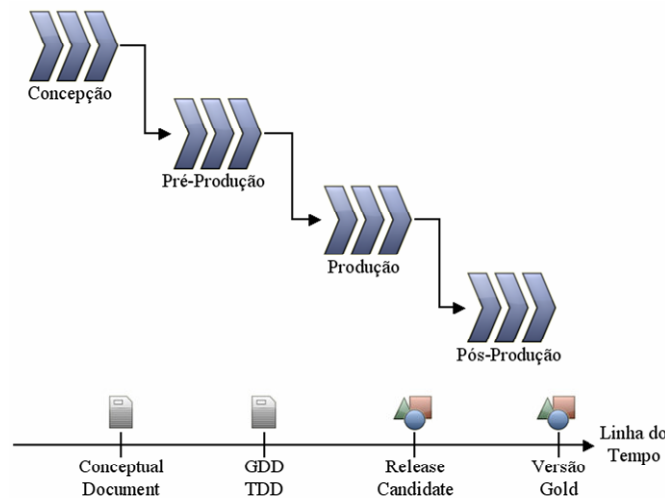 Concepção
Pré-Produção
Produção
Pós-Produção
Linha do
Tempo
Conceptual
Document
GDD
TDD
Release
Candidate
Versão
Gold